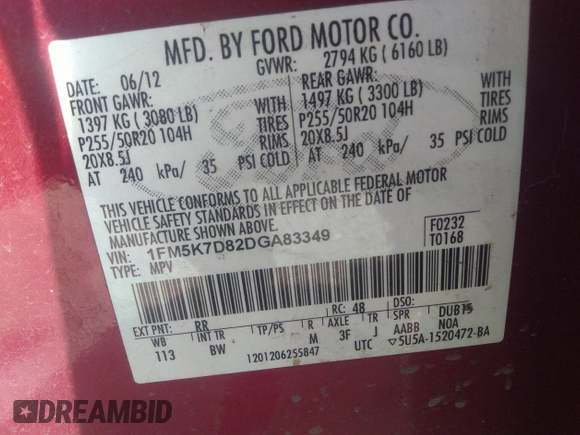 MFD. BY FORD MOTOR CO.
DATE: 06/12 GVWR: 2794 KG ( 6160 LB)
FRONT GAWR: REAR GAWR:
1397 KG ( 3080 LB) WITH 1497 KG ( 3300 LB) WITH
P255/50R20 104H TIRES P255/50R20 104H TIRES
20X8.5J RIMS 20X8.5J RIMS
AT 240 kPa/ 35 PSI COLD AT 240 kPa/ 35 PSI COLD
Ford
THIS VEHICLE CONFORMS TO ALL APPLICABLE FEDERAL MOTOR
VEHICLE SAFETY STANDARDS IN EFFECT ON THE DATE OF
MANUFACTURE SHOWN ABOVE.
VIN: 1FM5K7D82DGA83349 F0232
TYPE: MPV T0168
EXT PNT: RR RC: 48 DSO:
WB INT TR TP/PS R AXLE TR DUB15
113 BW M 3F J AABB N0A
1201206255847 UTC ▽5U5A-1520472-BA
DREAMBID